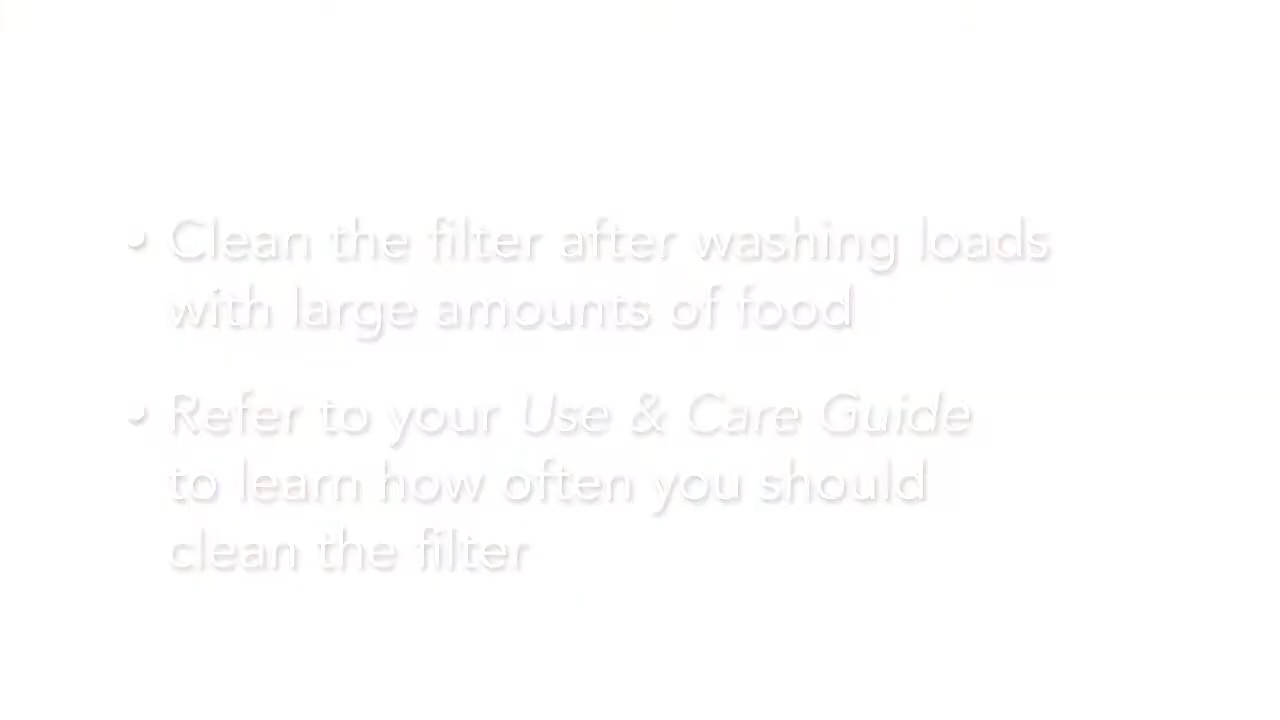 • Clean the filter after washing loads
with large amounts of food
• Refer to your Use & Care Guide
to learn how often you should
clean the filter